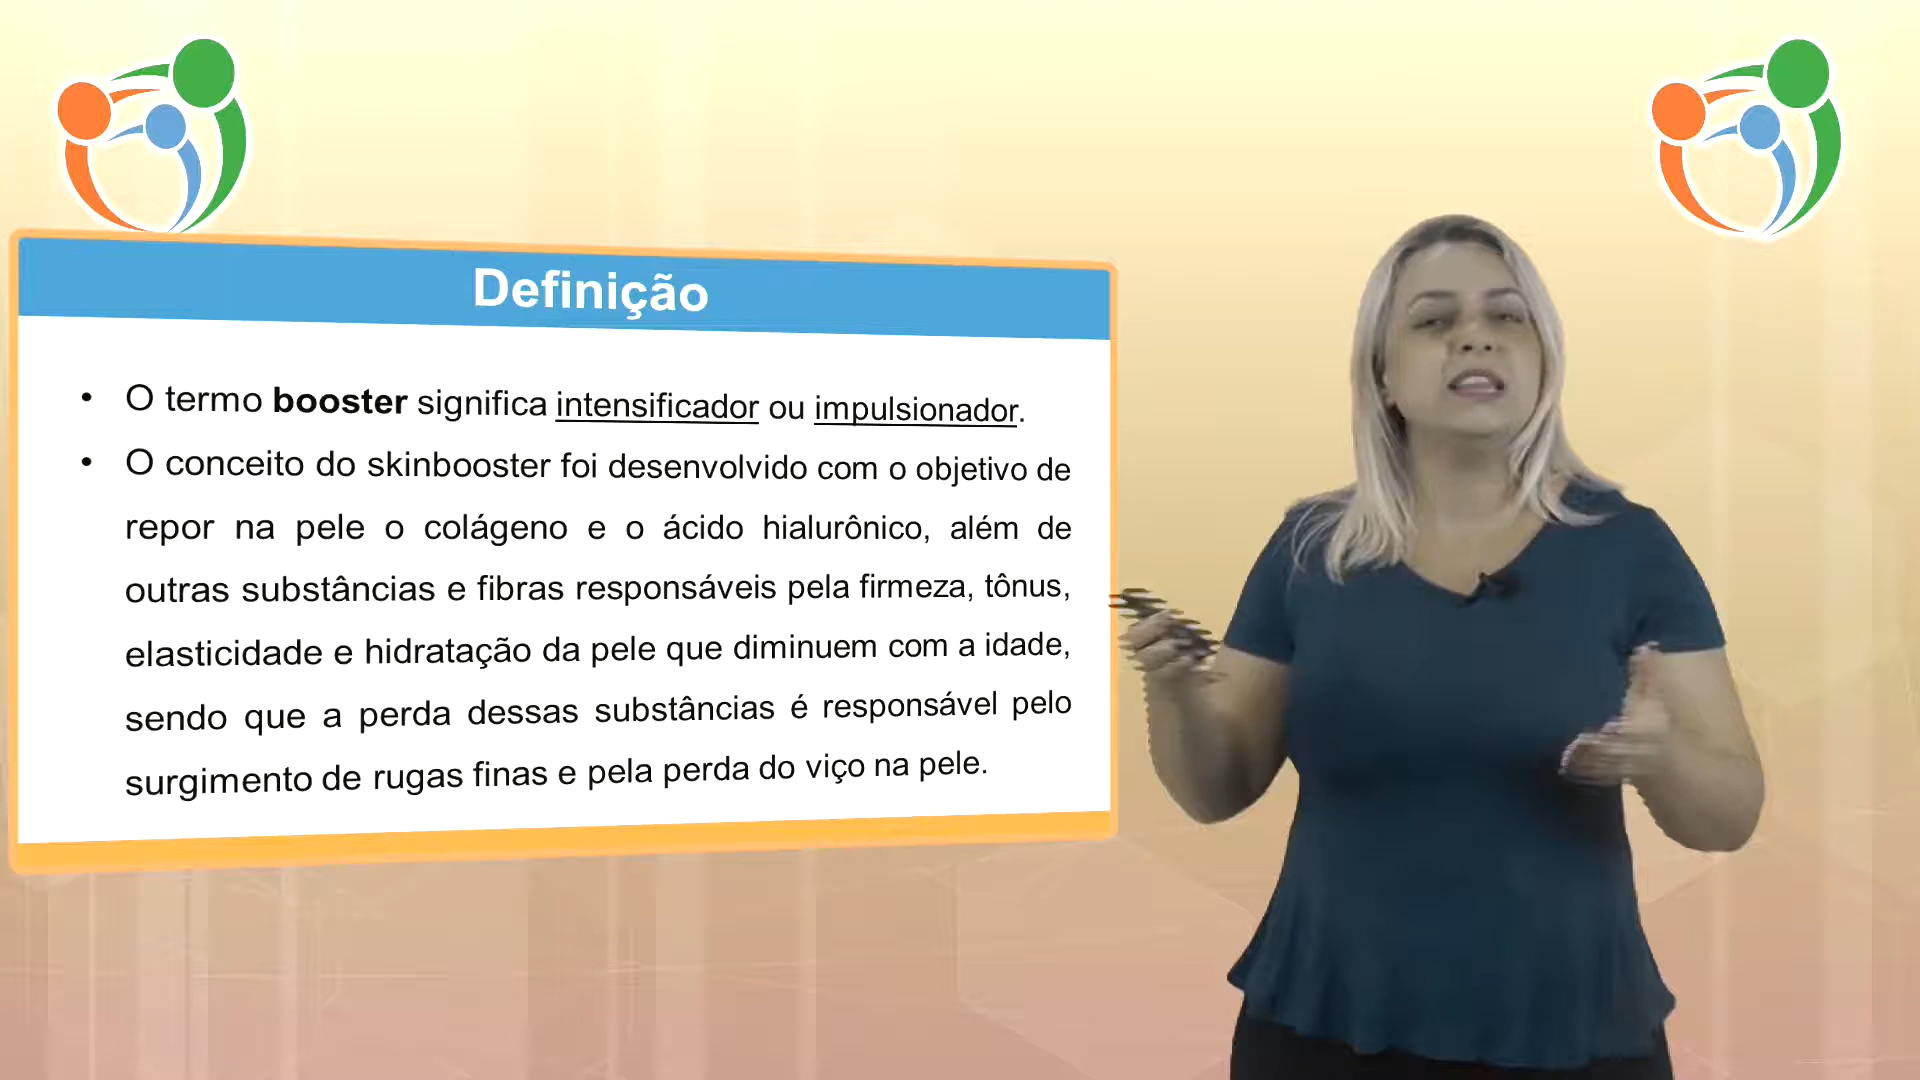 Definição
• O termo booster significa intensificador ou impulsionador.
• O conceito do skinbooster foi desenvolvido com o objetivo de
repor na pele o colágeno e o ácido hialurônico, além de
outras substâncias e fibras responsáveis pela firmeza, tônus,
elasticidade e hidratação da pele que diminuem com a idade,
sendo que a perda dessas substâncias é responsável pelo
surgimento de rugas finas e pela perda do viço na pele.